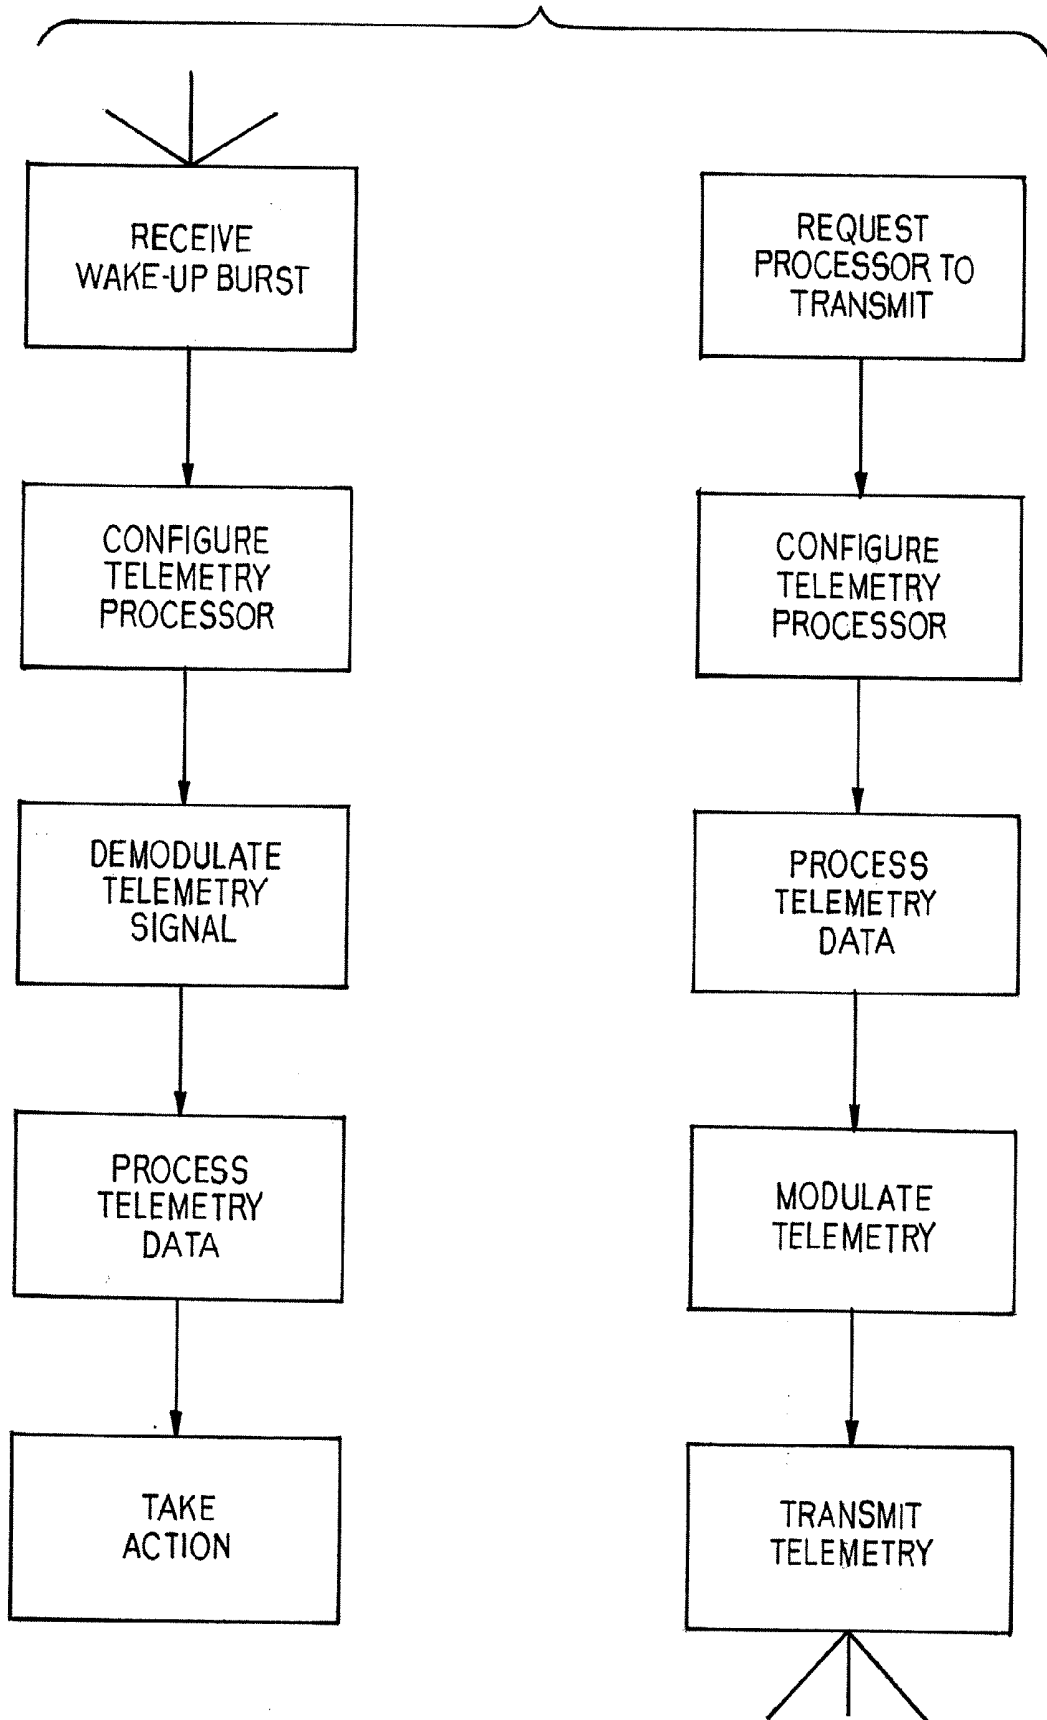 RECEIVE
WAKE-UP BURST
CONFIGURE
TELEMETRY
PROCESSOR
DEMODULATE
TELEMETRY
SIGNAL
PROCESS
TELEMETRY
DATA
TAKE
ACTION
REQUEST
PROCESSOR TO
TRANSMIT
CONFIGURE
TELEMETRY
PROCESSOR
PROCESS
TELEMETRY
DATA
MODULATE
TELEMETRY
TRANSMIT
TELEMETRY